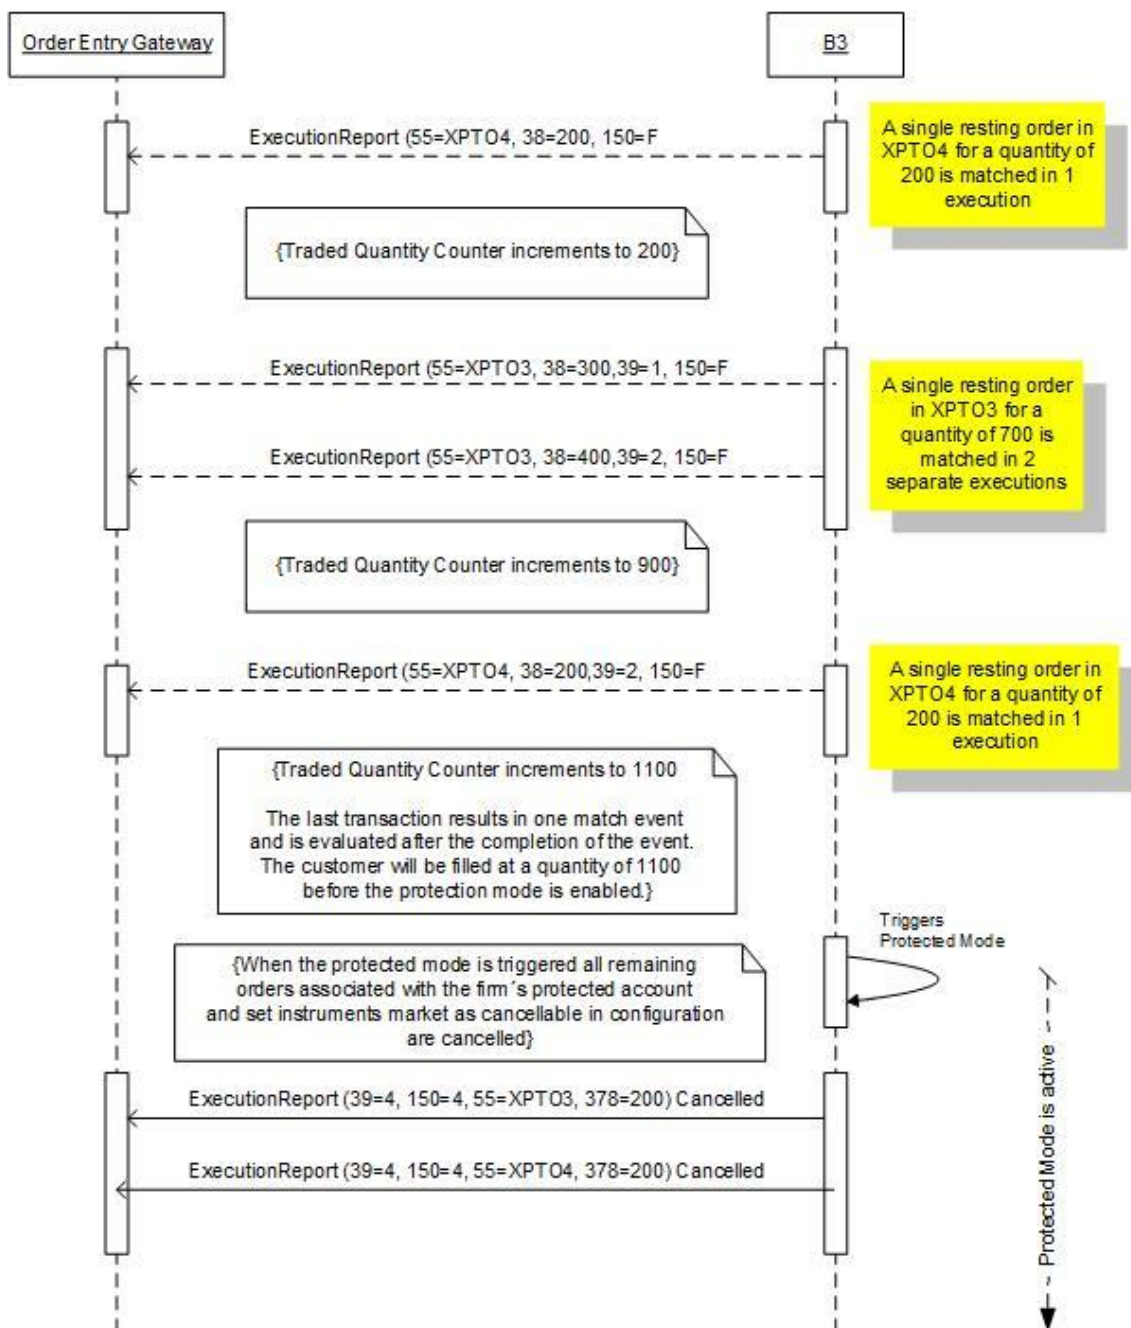 Order Entry Gateway
B3
ExecutionReport (55=XPTO4, 38=200, 150=F
A single resting order in
XPTO4 for a quantity of
200 is matched in 1
execution
{Traded Quantity Counter increments to 200}
ExecutionReport (55=XPTO3, 38=300,39=1, 150=F
ExecutionReport (55=XPTO3, 38=400,39=2, 150=F
A single resting order
in XPTO3 for a
quantity of 700 is
matched in 2
separate executions
{Traded Quantity Counter increments to 900}
ExecutionReport (55=XPTO4, 38=200,39=2, 150=F
A single resting order in
XPTO4 for a quantity of
200 is matched in 1
execution
{Traded Quantity Counter increments to 1100
The last transaction results in one match event
and is evaluated after the completion of the event.
The customer will be filled at a quantity of 1100
before the protection mode is enabled.}
Triggers
Protected Mode
{When the protected mode is triggered all remaining
orders associated with the firm´s protected account
and set instruments market as cancellable in configuration
are cancelled}
ExecutionReport (39=4, 150=4, 55=XPTO3, 378=200) Cancelled
ExecutionReport (39=4, 150=4, 55=XPTO4, 378=200) Cancelled
Protected Mode is active